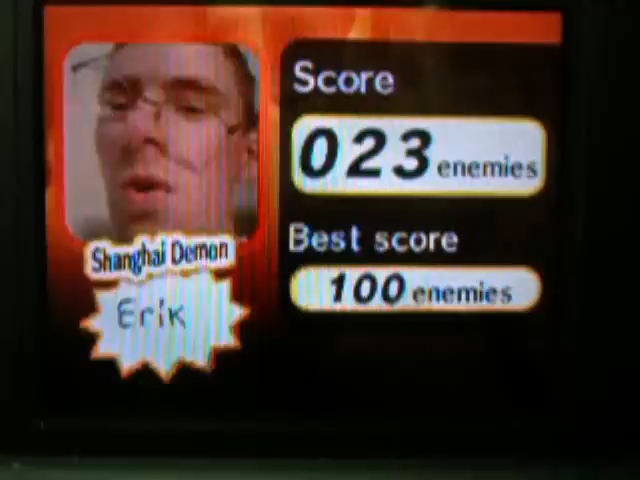 Score
023 enemies
Best score
100 enemies
Shanghai Demon
Erik